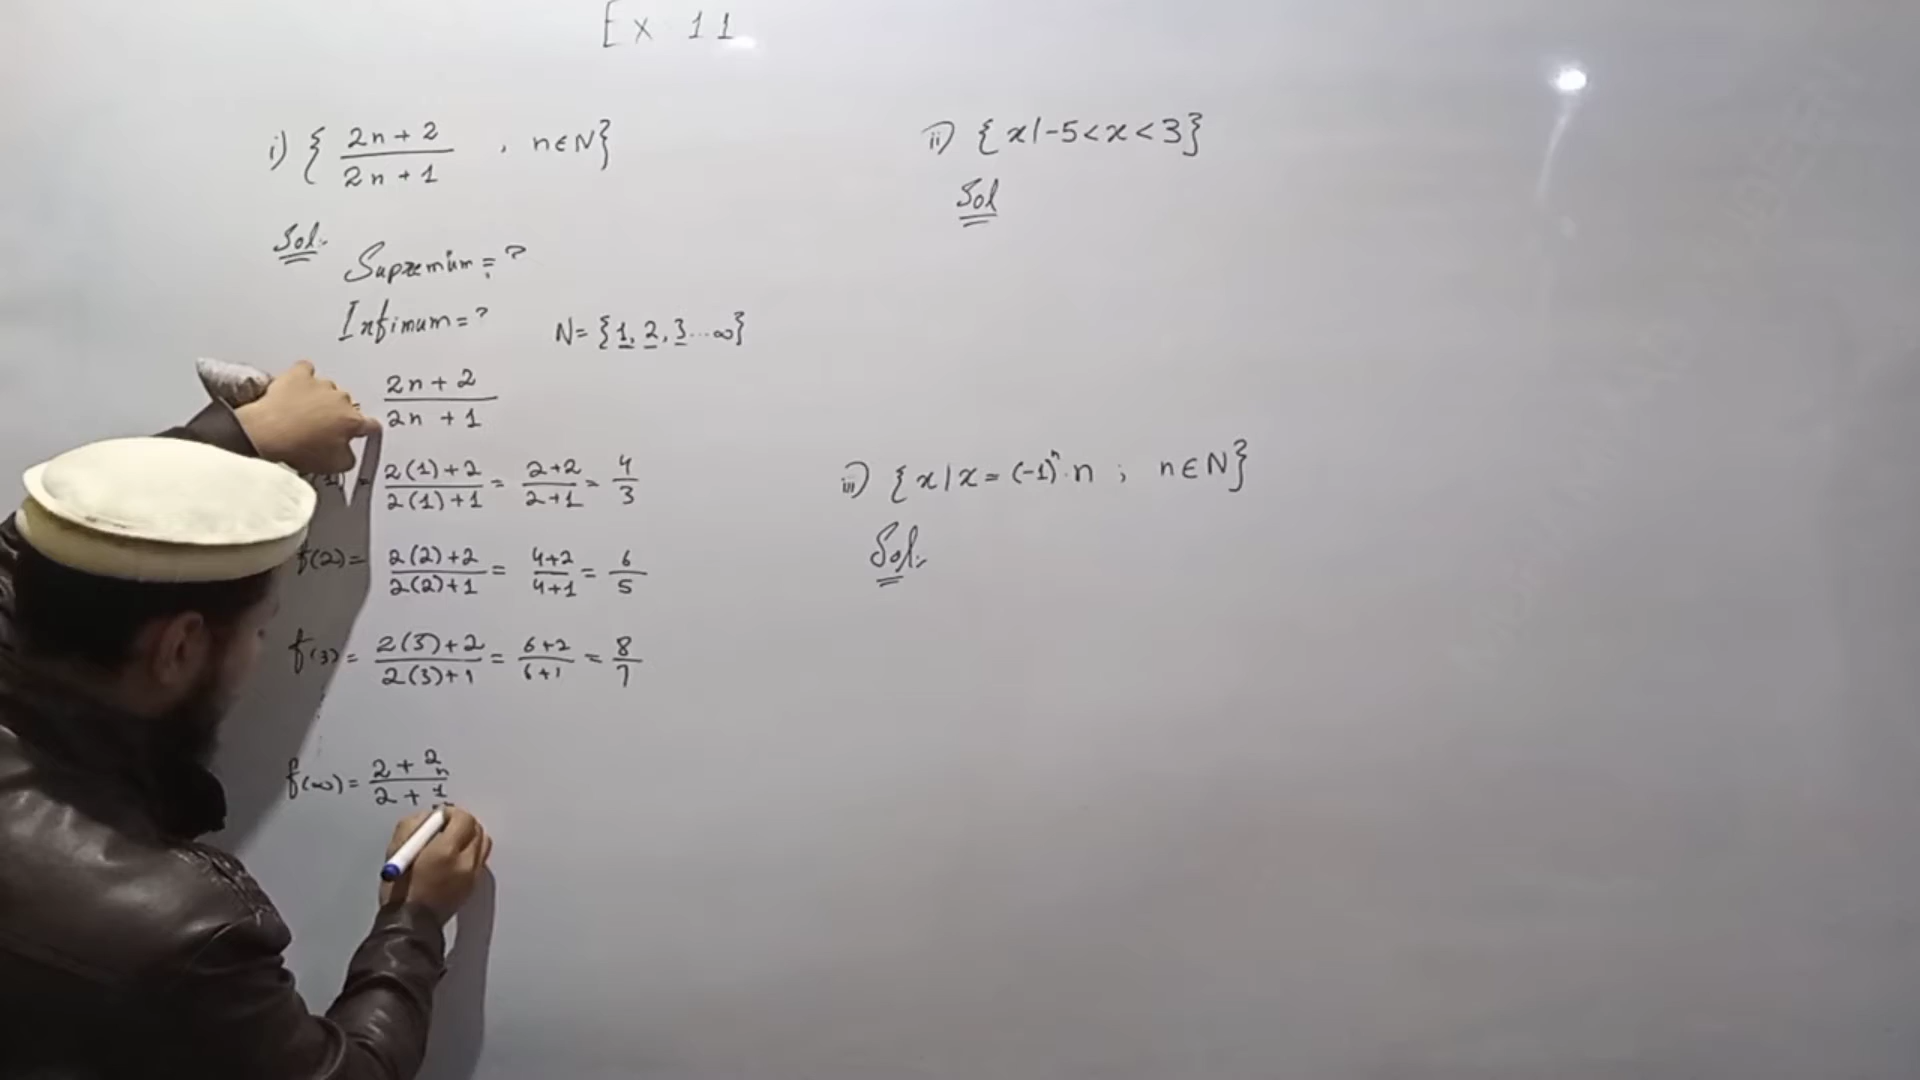 Ex 11
i) { 2n+2 / 2n+1 , n∈N}
Sol:
Supremum = ?
Infimum = ?
N = {1, 2, 3 ... ∞}
= 2n+2 / 2n+1
= 2(1)+2 / 2(1)+1 = 2+2 / 2+1 = 4/3
f(2) = 2(2)+2 / 2(2)+1 = 4+2 / 4+1 = 6/5
f(3) = 2(3)+2 / 2(3)+1 = 6+2 / 6+1 = 8/7
f(∞) = 2 + 2/n / 2 + 1
ii) {x | -5<x<3}
Sol
iii) {x | x = (-1)ⁿ·n ; n∈N}
Sol: